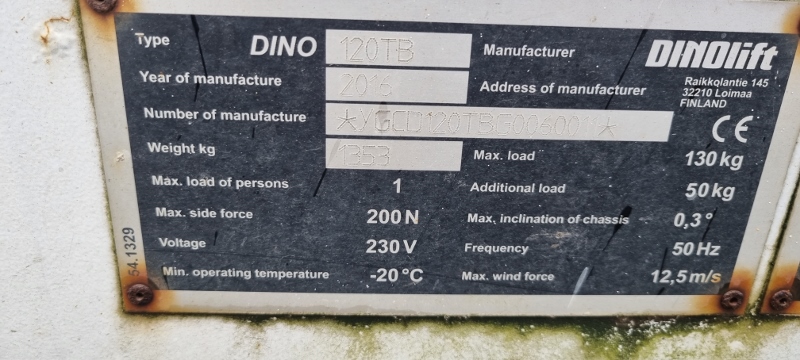 Type DINO 120TB Manufacturer DINOlift
Year of manufacture 2016 Address of manufacturer Raikkolantie 145
32210 Loimaa
FINLAND
Number of manufacture CE
Weight kg 1353 Max. load 130 kg
Max. load of persons 1 Additional load 50 kg
Max. side force 200 N Max. inclination of chassis 0,3°
Voltage 230 V Frequency 50 Hz
Min. operating temperature -20 °C Max. wind force 12,5 m/s
54.1329